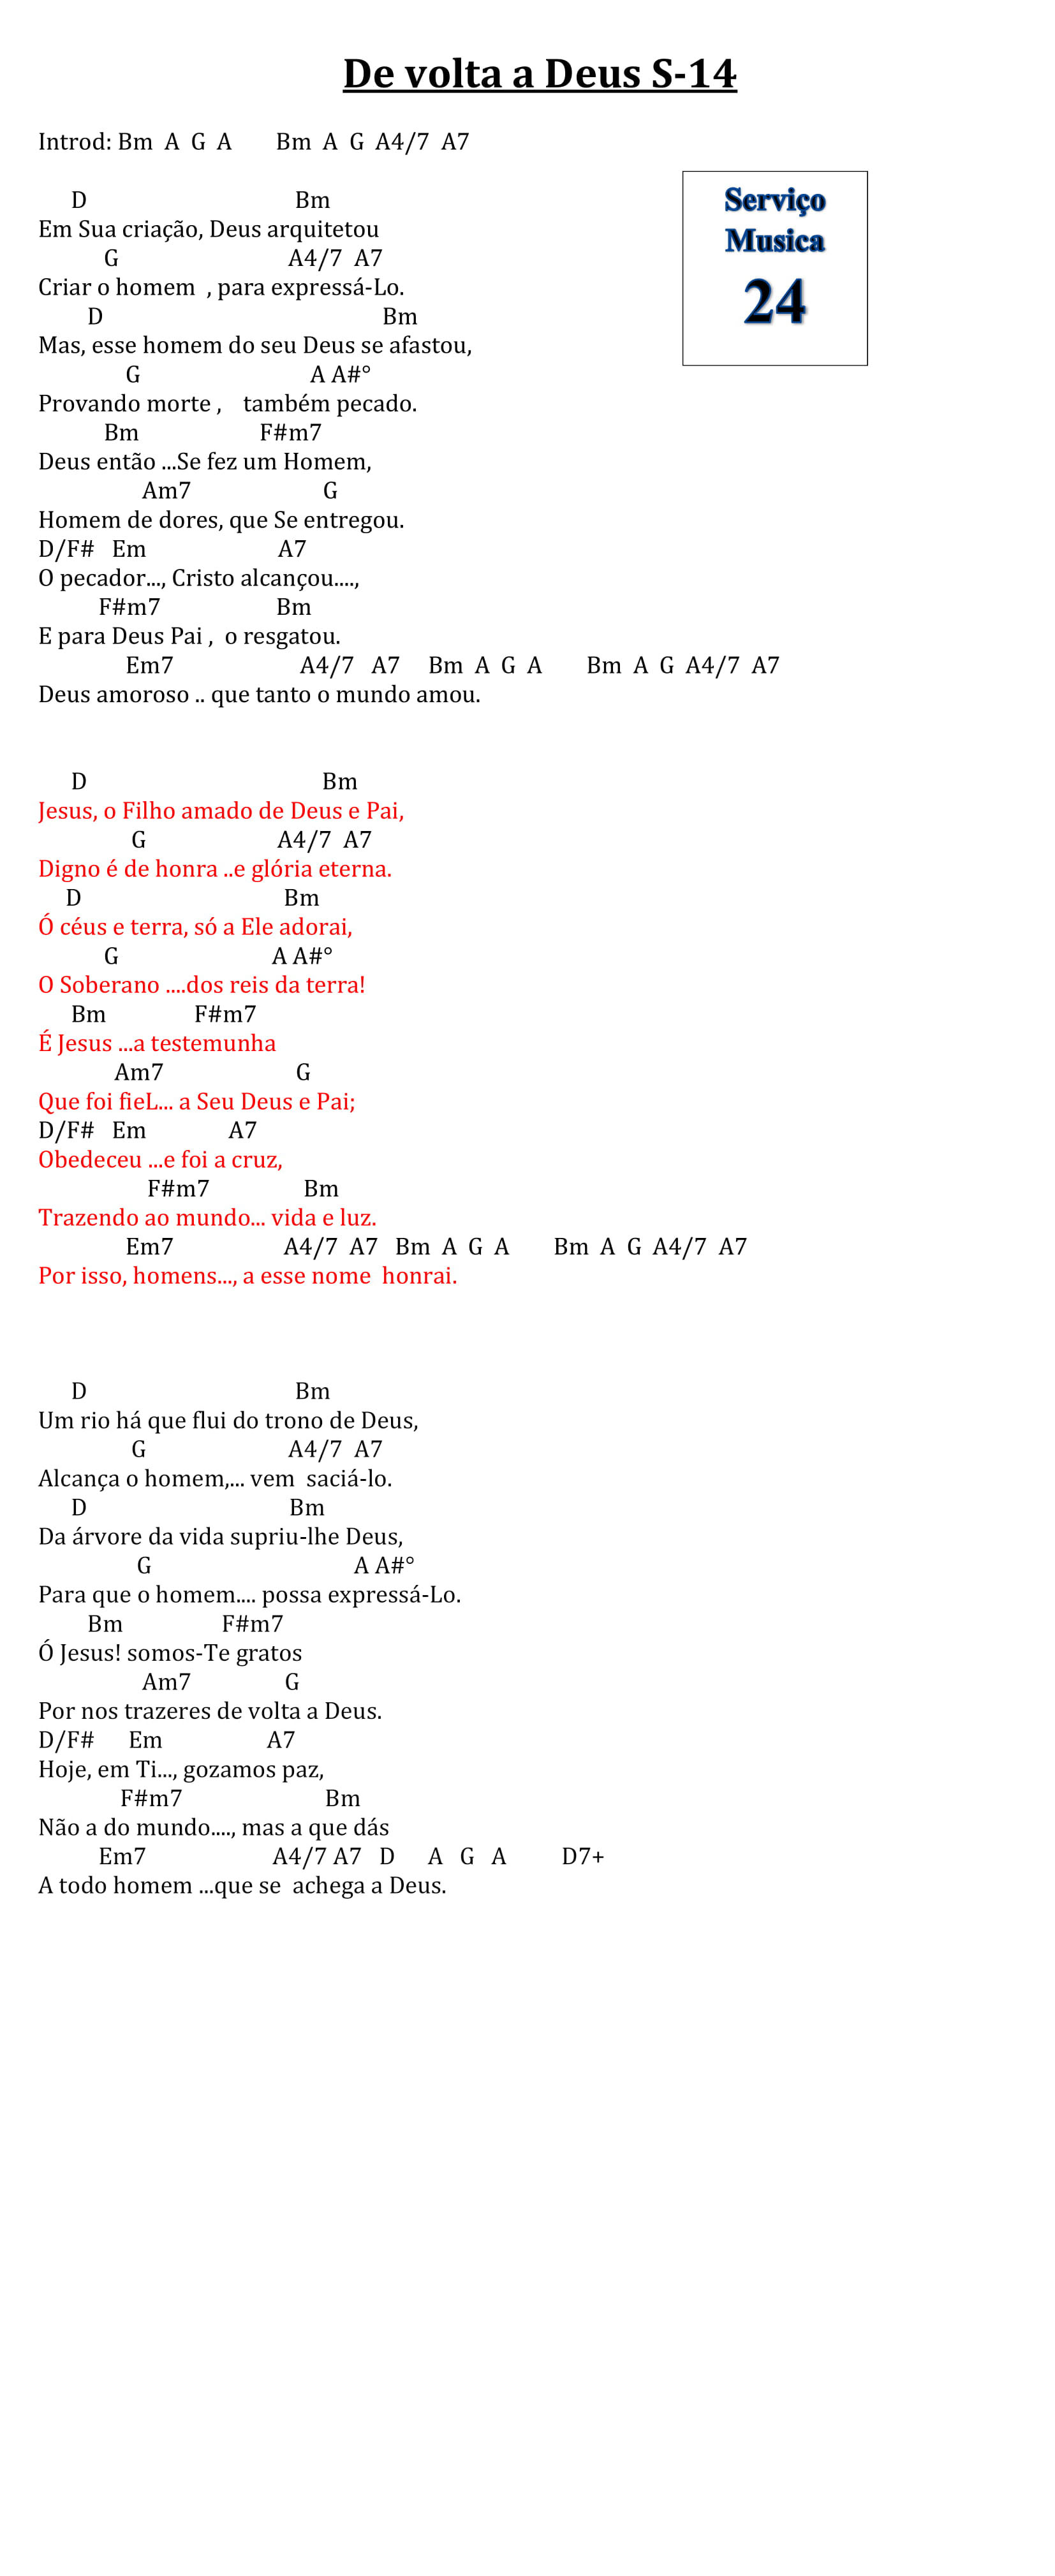 De volta a Deus S-14
Introd: Bm A G A Bm A G A4/7 A7
Serviço
Musica
24
D Bm
Em Sua criação, Deus arquitetou
G A4/7 A7
Criar o homem , para expressá-Lo.
D Bm
Mas, esse homem do seu Deus se afastou,
G A A#°
Provando morte , também pecado.
Bm F#m7
Deus então ...Se fez um Homem,
Am7 G
Homem de dores, que Se entregou.
D/F# Em A7
O pecador..., Cristo alcançou....,
F#m7 Bm
E para Deus Pai , o resgatou.
Em7 A4/7 A7 Bm A G A Bm A G A4/7 A7
Deus amoroso .. que tanto o mundo amou.
D Bm
Jesus, o Filho amado de Deus e Pai,
G A4/7 A7
Digno é de honra ..e glória eterna.
D Bm
Ó céus e terra, só a Ele adorai,
G A A#°
O Soberano ....dos reis da terra!
Bm F#m7
É Jesus ...a testemunha
Am7 G
Que foi fieL... a Seu Deus e Pai;
D/F# Em A7
Obedeceu ...e foi a cruz,
F#m7 Bm
Trazendo ao mundo... vida e luz.
Em7 A4/7 A7 Bm A G A Bm A G A4/7 A7
Por isso, homens..., a esse nome honrai.
D Bm
Um rio há que flui do trono de Deus,
G A4/7 A7
Alcança o homem,... vem saciá-lo.
D Bm
Da árvore da vida supriu-lhe Deus,
G A A#°
Para que o homem.... possa expressá-Lo.
Bm F#m7
Ó Jesus! somos-Te gratos
Am7 G
Por nos trazeres de volta a Deus.
D/F# Em A7
Hoje, em Ti..., gozamos paz,
F#m7 Bm
Não a do mundo...., mas a que dás
Em7 A4/7 A7 D A G A D7+
A todo homem ...que se achega a Deus.